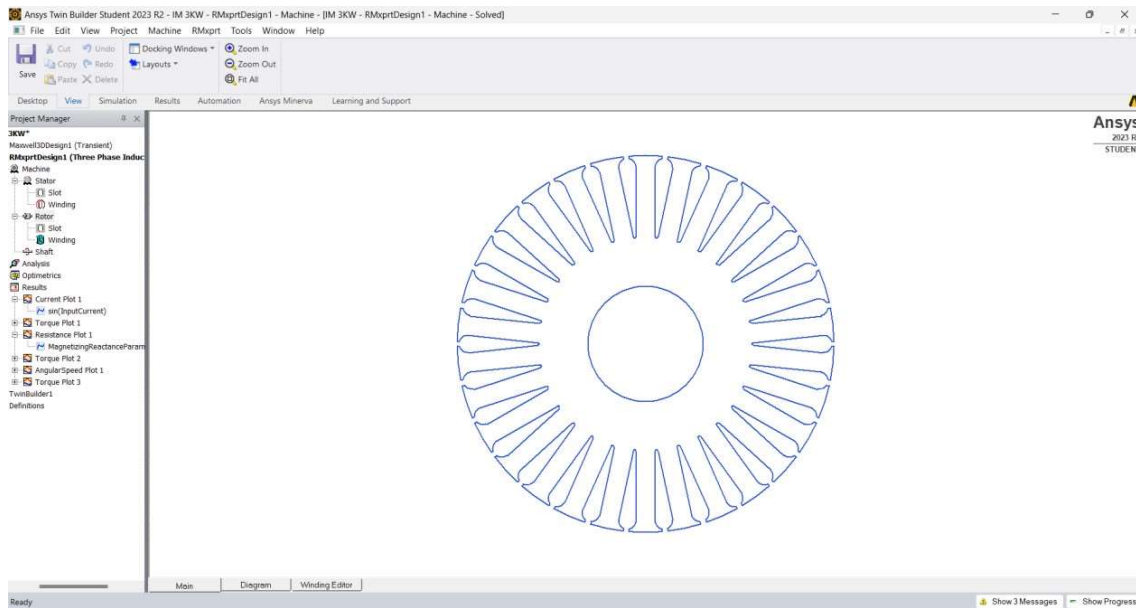 Ansys Twin Builder Student 2023 R2 - IM 3KW - RMxprtDesign1 - Machine - [IM 3KW - RMxprtDesign1 - Machine - Solved]
File Edit View Project Machine RMxprt Tools Window Help
Save
Cut Undo
Copy Redo
Paste Delete
Docking Windows
Layouts
Zoom In
Zoom Out
Fit All
Desktop View Simulation Results Automation Ansys Minerva Learning and Support
Project Manager
3KW*
Maxwell3DDesign1 (Transient)
RMxprtDesign1 (Three Phase Induc
Machine
Stator
Slot
Winding
Rotor
Slot
Winding
Shaft
Analysis
Optimetrics
Results
Current Plot 1
sin(InputCurrent)
Torque Plot 1
Resistance Plot 1
MagnetizingReactanceParam
Torque Plot 2
AngularSpeed Plot 1
Torque Plot 3
TwinBuilder1
Definitions
Ansys
2023 R
STUDEN
Main Diagram Winding Editor
Ready
Show 3 Messages Show Progress